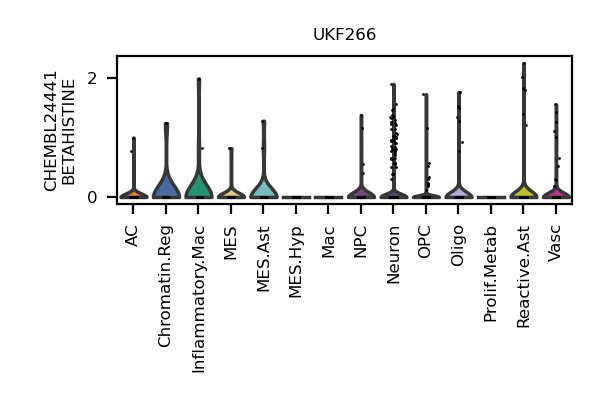 UKF266
CHEMBL24441
BETAHISTINE
2
0
AC
Chromatin.Reg
Inflammatory.Mac
MES
MES.Ast
MES.Hyp
Mac
NPC
Neuron
OPC
Oligo
Prolif.Metab
Reactive.Ast
Vasc